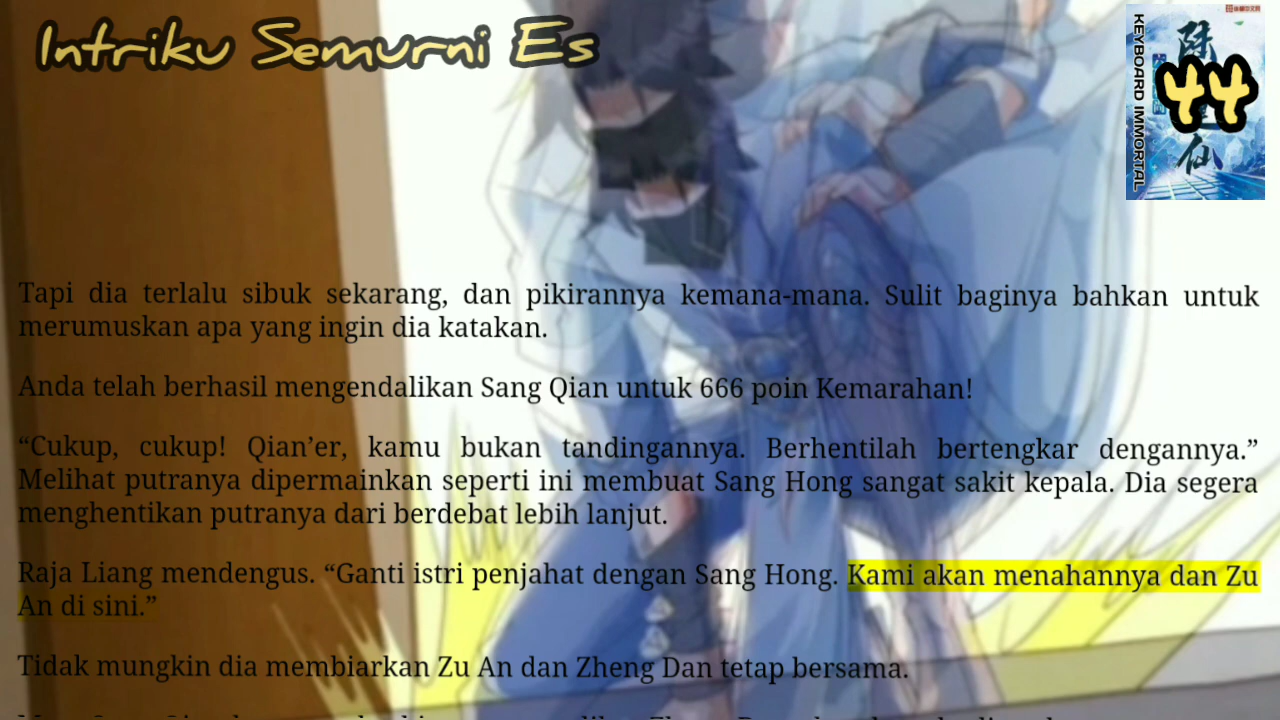 Intriku Semurni Es
KEYBOARD IMMORTAL
44
仙
Tapi dia terlalu sibuk sekarang, dan pikirannya kemana-mana. Sulit baginya bahkan untuk
merumuskan apa yang ingin dia katakan.
Anda telah berhasil mengendalikan Sang Qian untuk 666 poin Kemarahan!
“Cukup, cukup! Qian’er, kamu bukan tandingannya. Berhentilah bertengkar dengannya.”
Melihat putranya dipermainkan seperti ini membuat Sang Hong sangat sakit kepala. Dia segera
menghentikan putranya dari berdebat lebih lanjut.
Raja Liang mendengus. “Ganti istri penjahat dengan Sang Hong. Kami akan menahannya dan Zu
An di sini.”
Tidak mungkin dia membiarkan Zu An dan Zheng Dan tetap bersama.